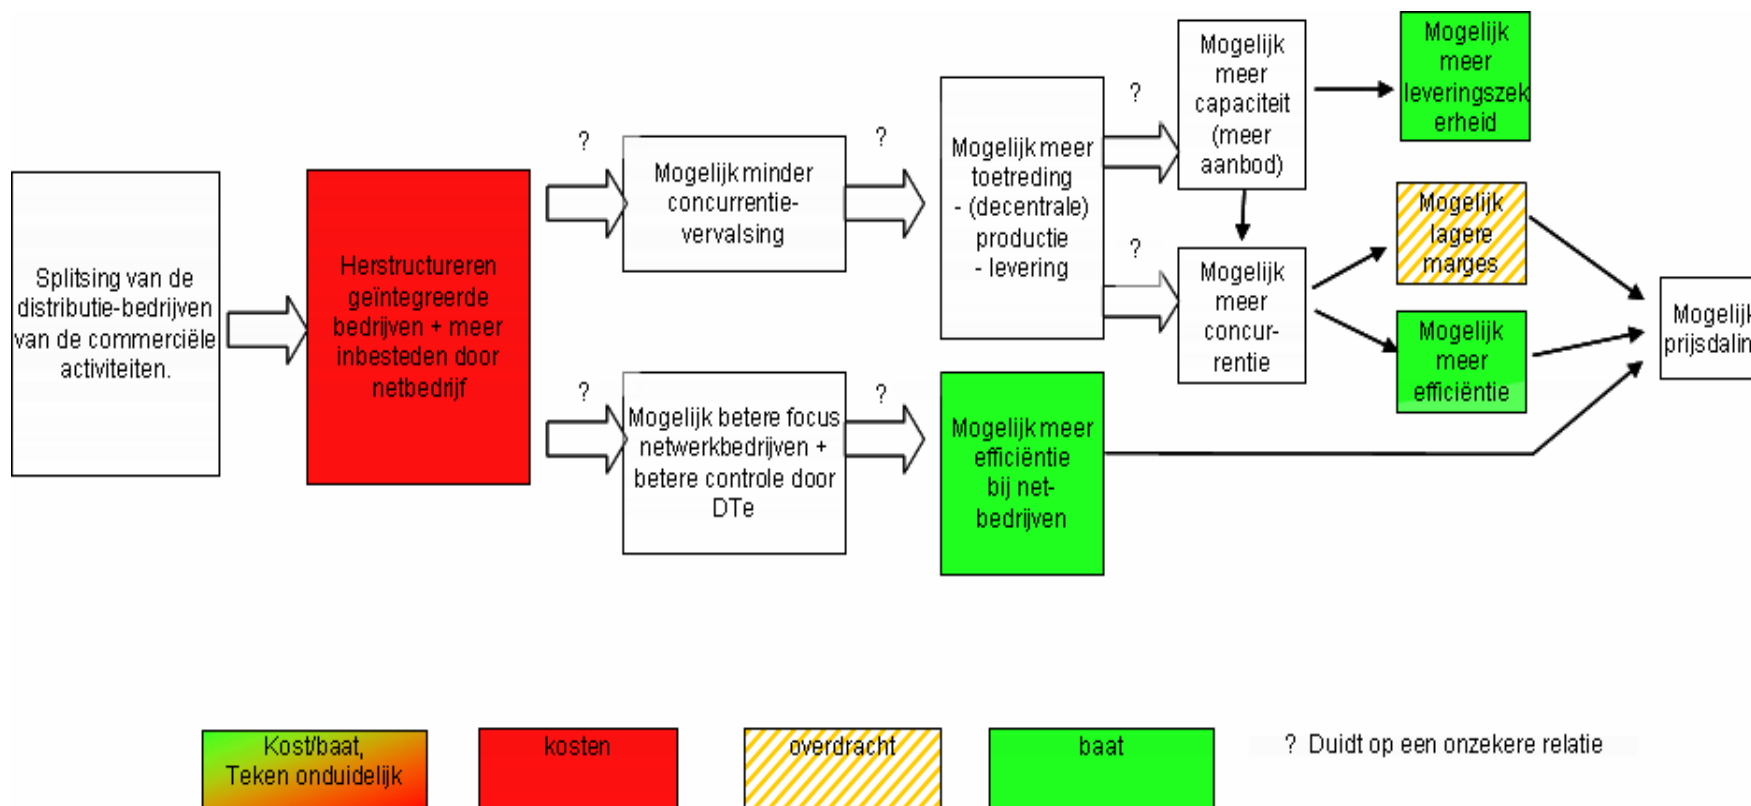 Splitsing van de
distributie-bedrijven
van de commerciële
activiteiten.
Herstructureren
geïntegreerde
bedrijven + meer
inbesteden door
netbedrijf
?
Mogelijk minder
concurrentie-
vervalsing
?
Mogelijk betere focus
netwerkbedrijven +
betere controle door
DTe
?
?
Mogelijk meer
toetreding
- (decentrale)
productie
- levering
Mogelijk meer
efficiëntie
bij net-
bedrijven
?
?
Mogelijk
meer
capaciteit
(meer
aanbod)
Mogelijk
meer
concur-
rentie
Mogelijk
meer
leveringszek
erheid
Mogelijk
lagere
marges
Mogelijk
meer
efficiëntie
Mogelijk
prijsdalin
Kost/baat,
Teken onduidelijk
kosten
overdracht
baat
? Duidt op een onzekere relatie